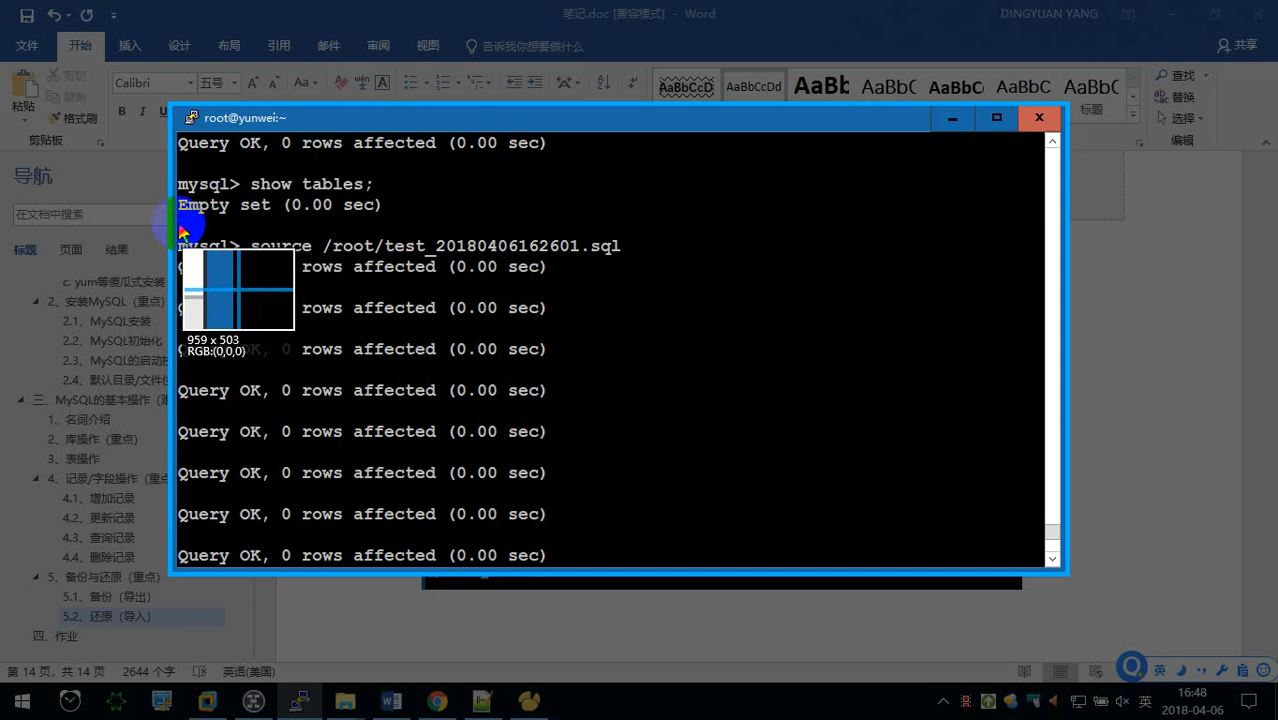 笔记.doc [兼容模式] - Word
DINGYUAN YANG
文件
开始
插入
设计
布局
引用
邮件
审阅
视图
告诉我你想要做什么
共享
粘贴
剪切
复制
格式刷
剪贴板
Calibri
五号
B I U
AaBbCcD
AaBbCcDd
AaBb
AaBbC
AaBbC
AaBbC
AaBbC
标题
查找
替换
选择
编辑
root@yunwei:~
Query OK, 0 rows affected (0.00 sec)
mysql> show tables;
Empty set (0.00 sec)
mysql> source /root/test_20180406162601.sql
rows affected (0.00 sec)
rows affected (0.00 sec)
OK, 0 rows affected (0.00 sec)
Query OK, 0 rows affected (0.00 sec)
Query OK, 0 rows affected (0.00 sec)
Query OK, 0 rows affected (0.00 sec)
Query OK, 0 rows affected (0.00 sec)
Query OK, 0 rows affected (0.00 sec)
959 x 503
RGB:(0,0,0)
导航
在文档中搜索
标题
页面
结果
c. yum等傻瓜式安装
2、安装MySQL（重点）
2.1、MySQL安装
2.2、MySQL初始化
2.3、MySQL的启动
2.4、默认目录/文件
三、MySQL的基本操作（
1、名词介绍
2、库操作（重点）
3、表操作
4、记录/字段操作（重点
4.1、增加记录
4.2、更新记录
4.3、查询记录
4.4、删除记录
5、备份与还原（重点）
5.1、备份（导出）
5.2、还原（导入）
四、作业
第 14 页，共 14 页
2644 个字
英语(美国)
英
英
16:48
2018-04-06